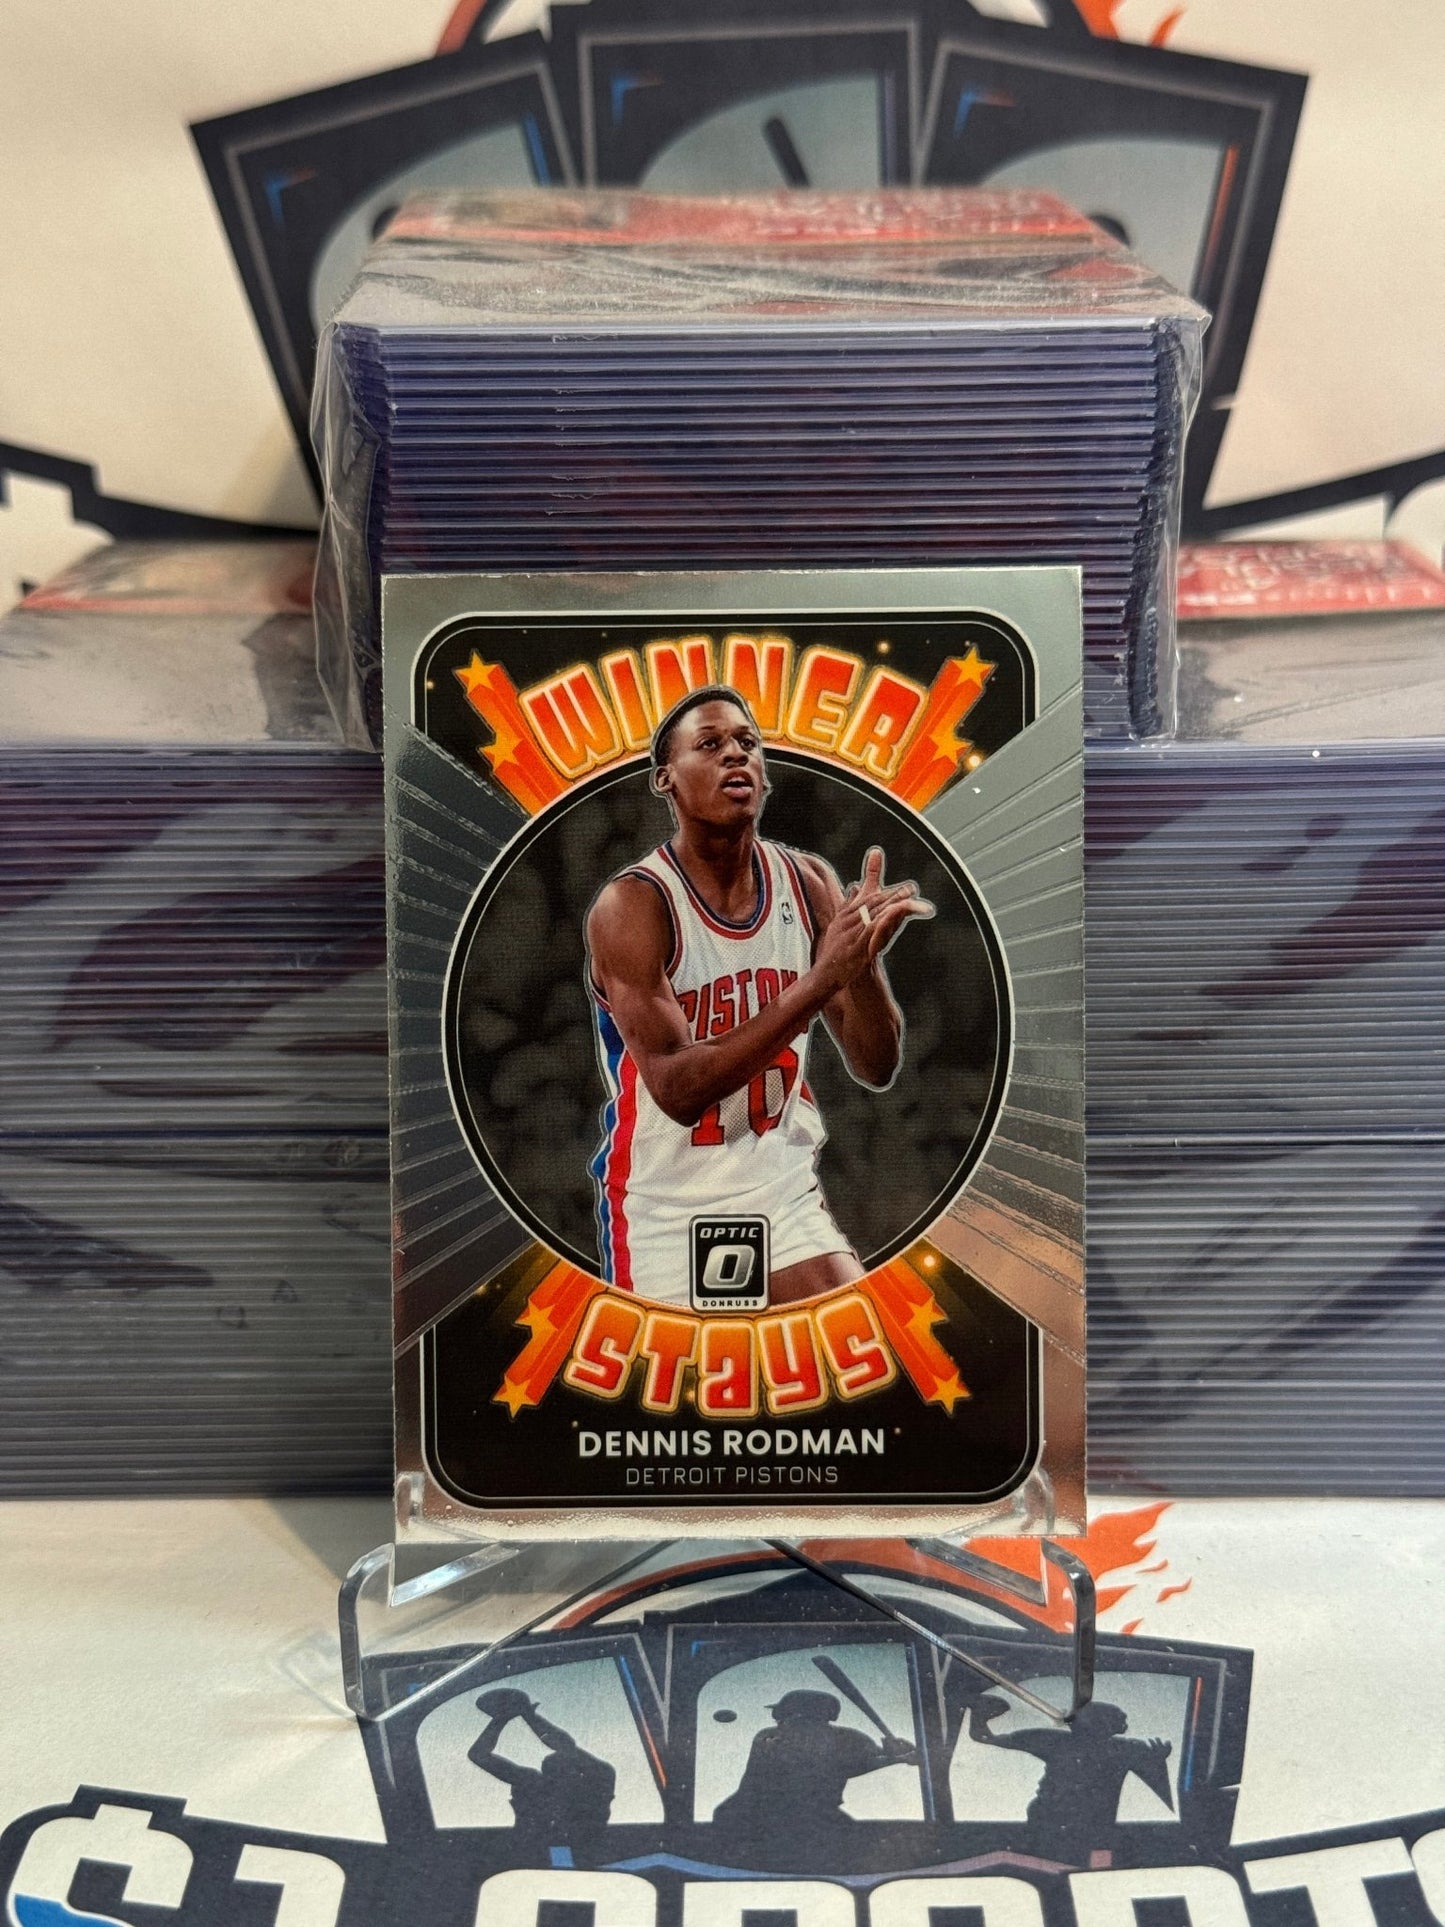 WINNER
PISTONS
10
OPTIC
O
DONRUSS
STAYS
DENNIS RODMAN
DETROIT PISTONS